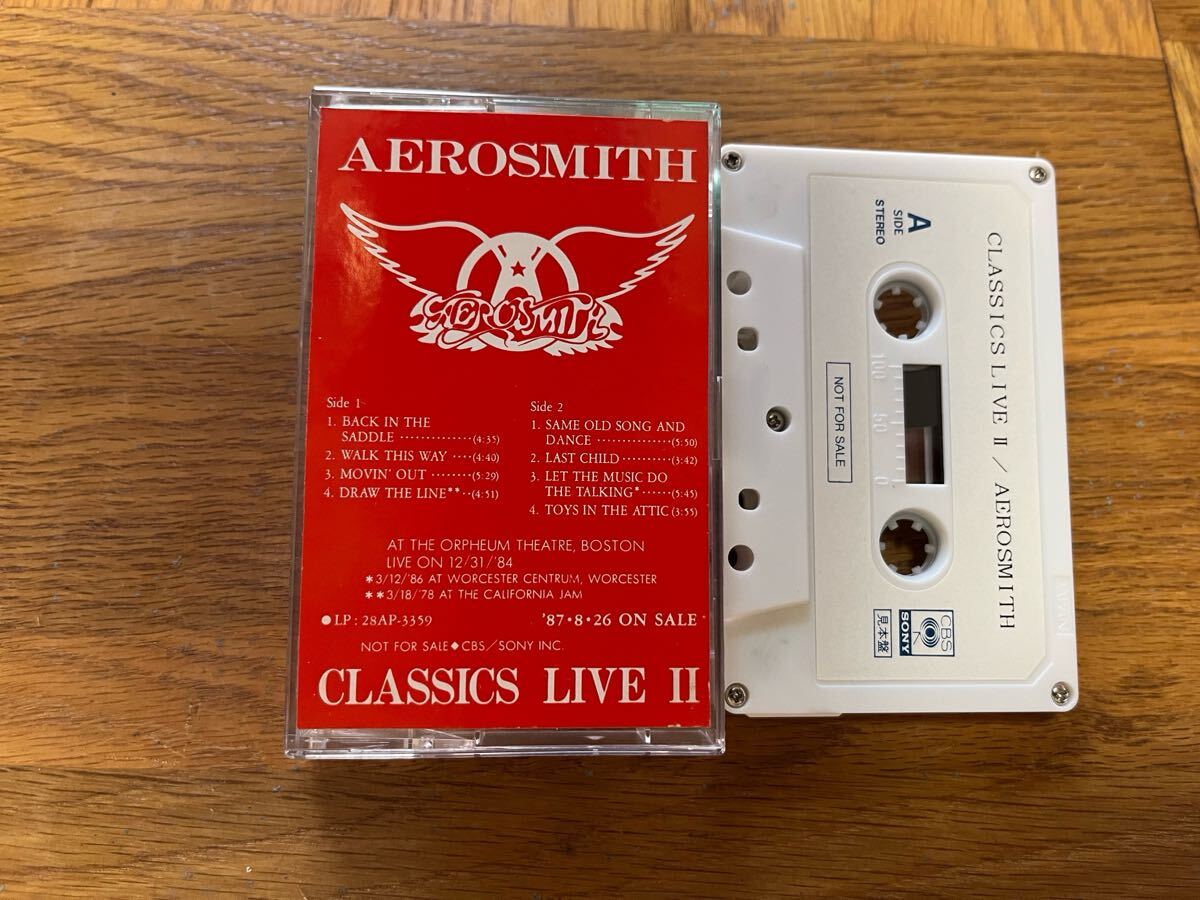 AEROSMITH
AEROSMITH
Side 1
1. BACK IN THE
SADDLE ··············(4:35)
2. WALK THIS WAY ····(4:40)
3. MOVIN' OUT ········(5:29)
4. DRAW THE LINE**··(4:51)
Side 2
1. SAME OLD SONG AND
DANCE ··············(5:50)
2. LAST CHILD ·········(3:42)
3. LET THE MUSIC DO
THE TALKING*······(5:45)
4. TOYS IN THE ATTIC (3:55)
AT THE ORPHEUM THEATRE, BOSTON
LIVE ON 12/31/'84
*3/12/'86 AT WORCESTER CENTRUM, WORCESTER
**3/18/'78 AT THE CALIFORNIA JAM
●LP : 28AP-3359
'87•8•26 ON SALE
NOT FOR SALE◆CBS/SONY INC.
CLASSICS LIVE II
A
SIDE
STEREO
CLASSICS LIVE II / AEROSMITH
NOT FOR SALE
100 50 0
CBS
SONY
見本盤